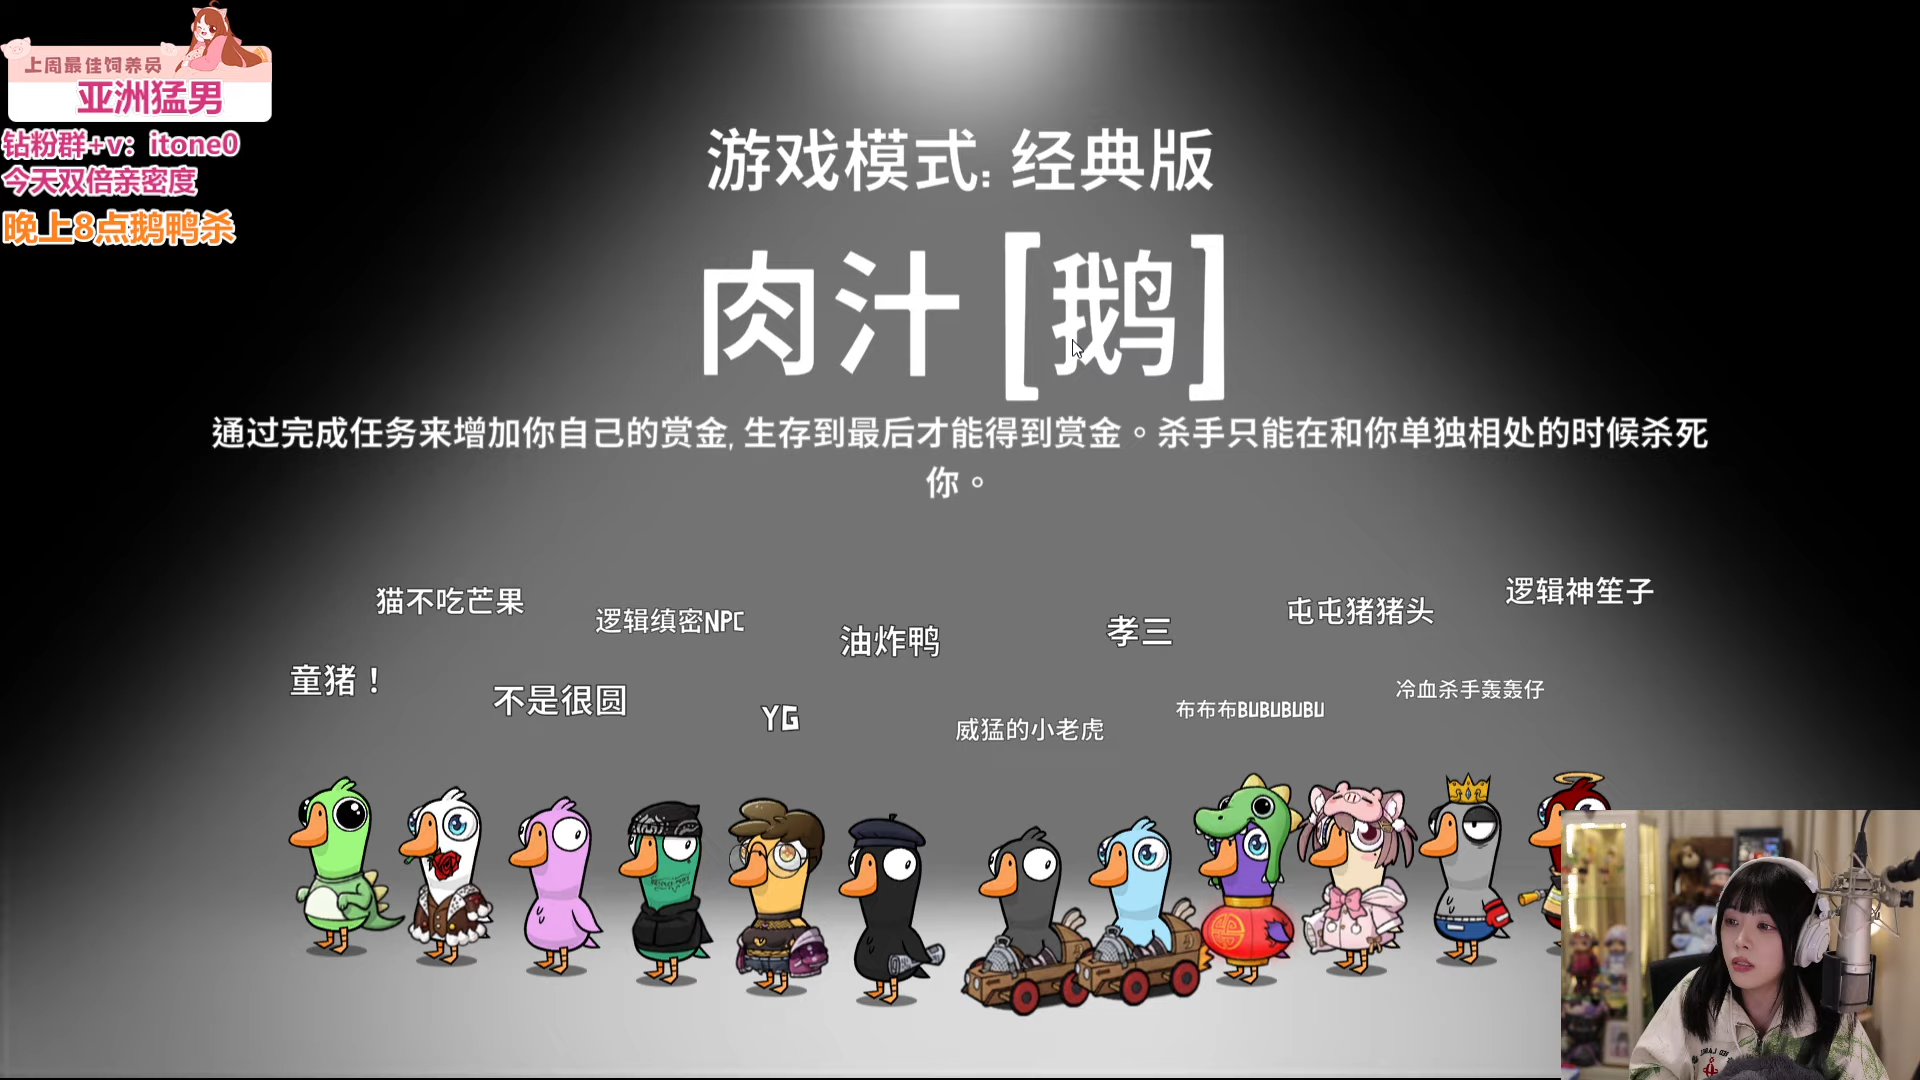 上周最佳饲养员
亚洲猛男
钻粉群+v：itone0
今天双倍亲密度
晚上8点鹅鸭杀
游戏模式: 经典版
肉汁 [鹅]
通过完成任务来增加你自己的赏金, 生存到最后才能得到赏金。杀手只能在和你单独相处的时候杀死
你。
猫不吃芒果
逻辑缜密NPC
油炸鸭
孝三
屯屯猪猪头
逻辑神笙子
童猪！
不是很圆
YG
威猛的小老虎
布布布BUBUBUBU
冷血杀手轰轰仔